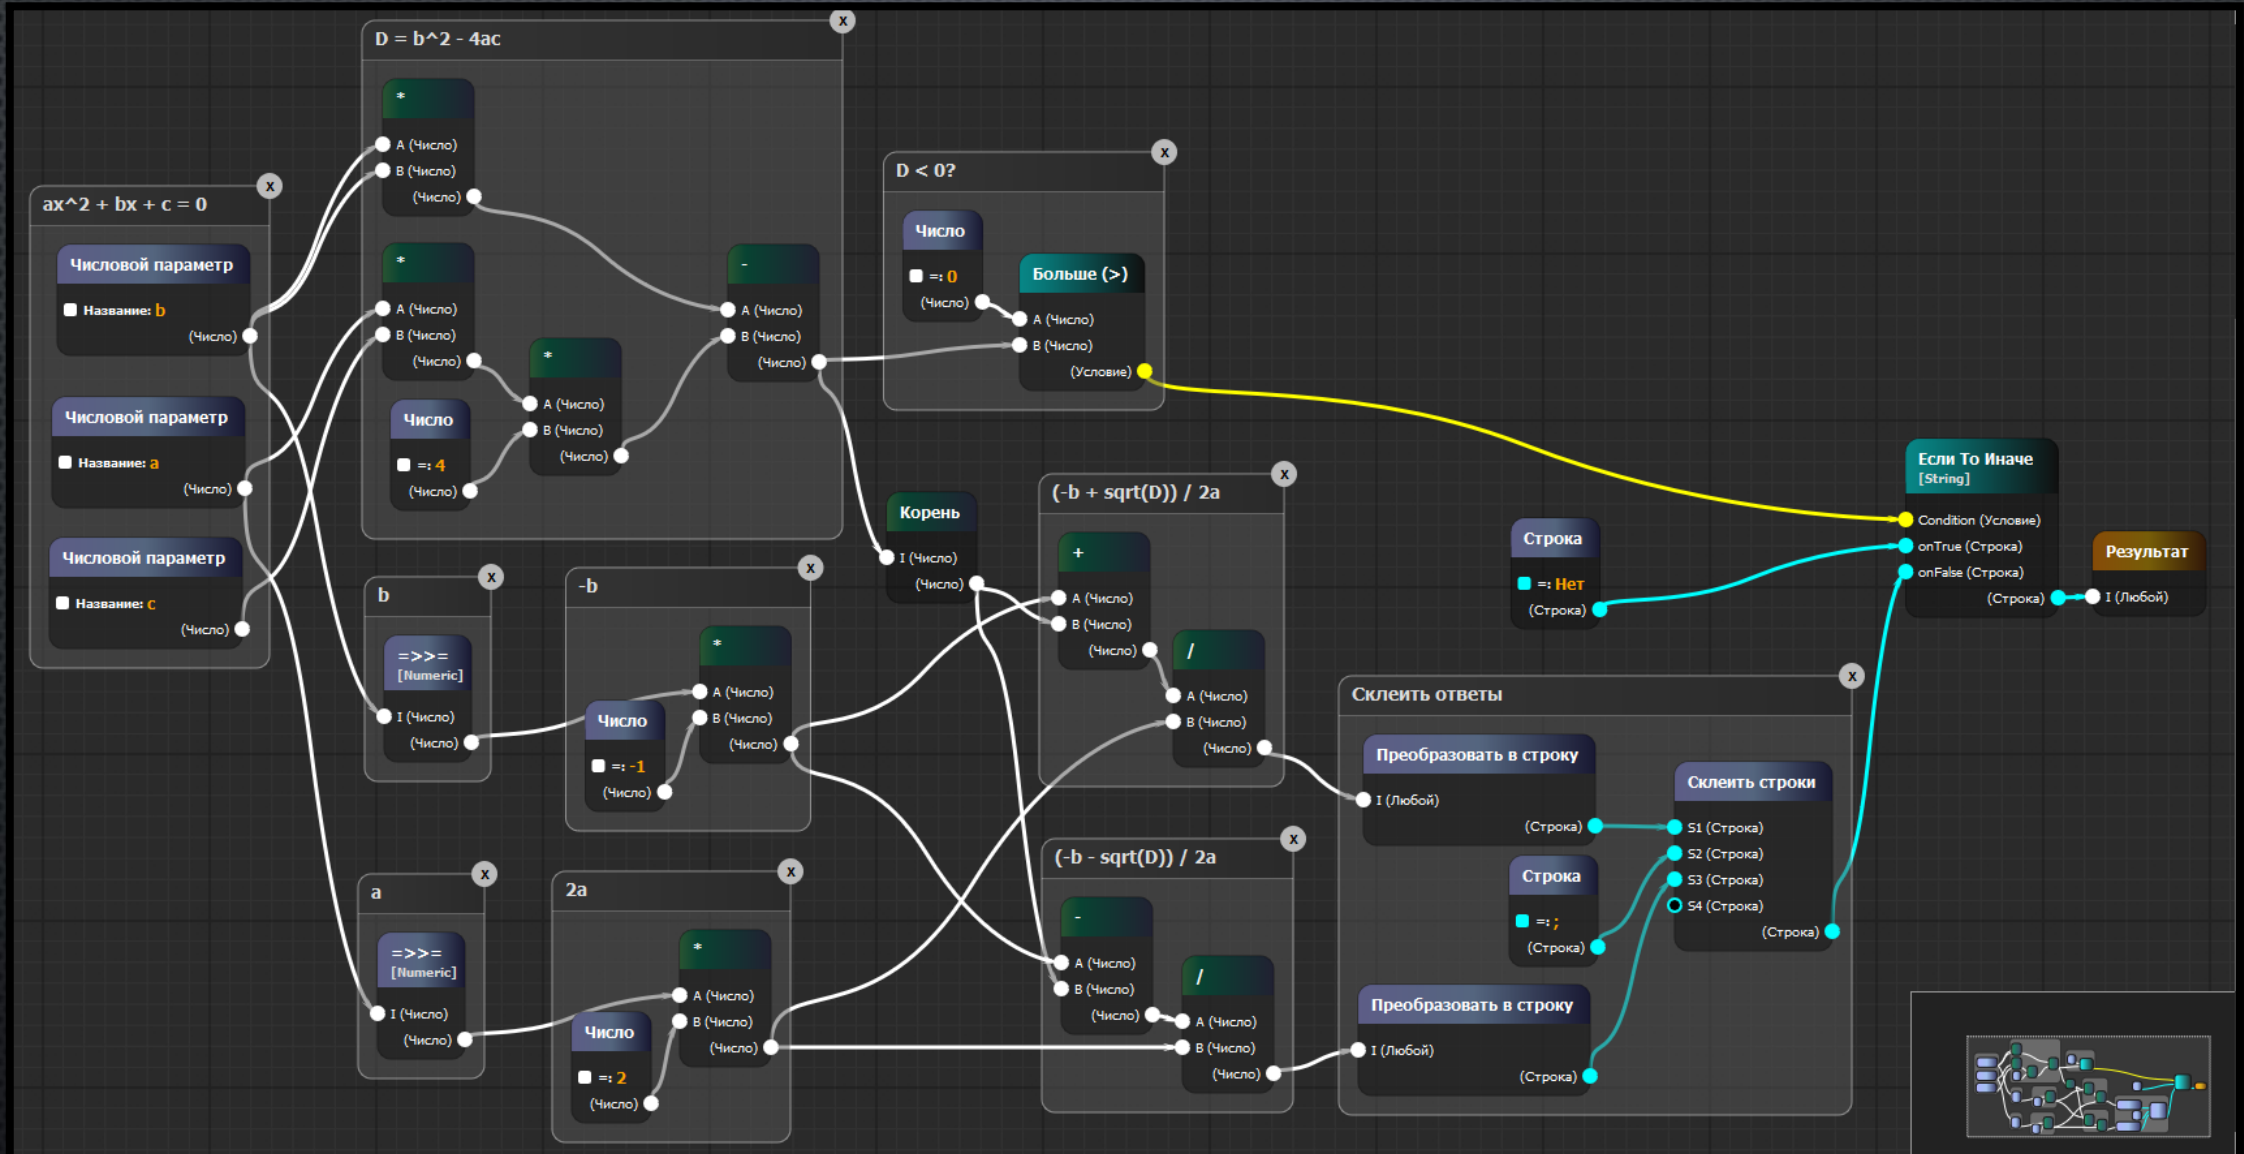 ax^2 + bx + c = 0
x
Числовой параметр
Название: b
(Число)
Числовой параметр
Название: a
(Число)
Числовой параметр
Название: c
(Число)
D = b^2 - 4ac
x
*
A (Число)
B (Число)
(Число)
*
A (Число)
B (Число)
(Число)
Число
=: 4
(Число)
*
A (Число)
B (Число)
(Число)
-
A (Число)
B (Число)
(Число)
D < 0?
x
Число
=: 0
(Число)
Больше (>)
A (Число)
B (Число)
(Условие)
b
x
=>>=
[Numeric]
I (Число)
(Число)
-b
x
Число
=: -1
(Число)
*
A (Число)
B (Число)
(Число)
a
x
=>>=
[Numeric]
I (Число)
(Число)
2a
x
Число
=: 2
(Число)
*
A (Число)
B (Число)
(Число)
Корень
I (Число)
(Число)
(-b + sqrt(D)) / 2a
x
+
A (Число)
B (Число)
(Число)
/
A (Число)
B (Число)
(Число)
(-b - sqrt(D)) / 2a
x
-
A (Число)
B (Число)
(Число)
/
A (Число)
B (Число)
(Число)
Строка
=: Нет
(Строка)
Склеить ответы
x
Преобразовать в строку
I (Любой)
(Строка)
Строка
=: ;
(Строка)
Преобразовать в строку
I (Любой)
(Строка)
Склеить строки
S1 (Строка)
S2 (Строка)
S3 (Строка)
S4 (Строка)
(Строка)
Если То Иначе
[String]
Condition (Условие)
onTrue (Строка)
onFalse (Строка)
(Строка)
Результат
I (Любой)